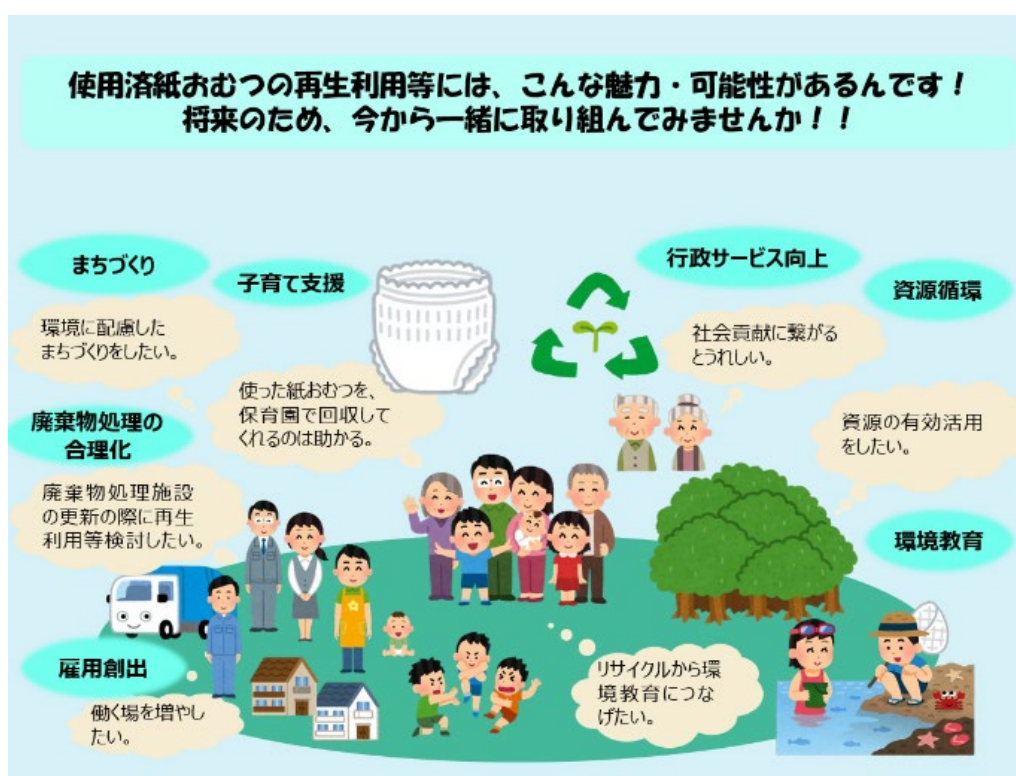 使用済紙おむつの再生利用等には、こんな魅力・可能性があるんです!
将来のため、今から一緒に取り組んでみませんか!!
まちづくり
環境に配慮した
まちづくりをしたい。
子育て支援
使った紙おむつを、
保育園で回収して
くれるのは助かる。
行政サービス向上
社会貢献に繋がる
とうれしい。
資源循環
資源の有効活用
をしたい。
廃棄物処理の
合理化
廃棄物処理施設
の更新の際に再生
利用等検討したい。
環境教育
リサイクルから環
境教育につな
げたい。
雇用創出
働く場を増やし
たい。